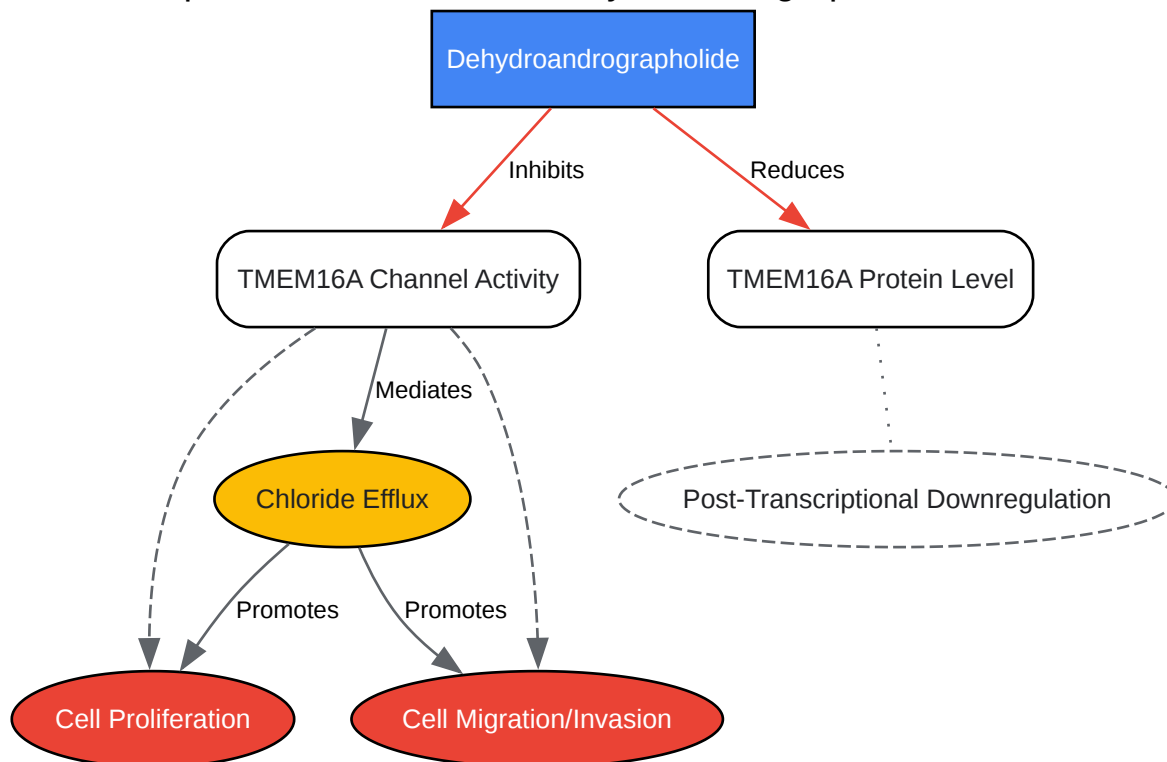 Dehydroandrographolide
Inhibits
Reduces
TMEM16A Channel Activity
TMEM16A Protein Level
Mediates
Chloride Efflux
Post-Transcriptional Downregulation
Promotes
Promotes
Cell Proliferation
Cell Migration/Invasion